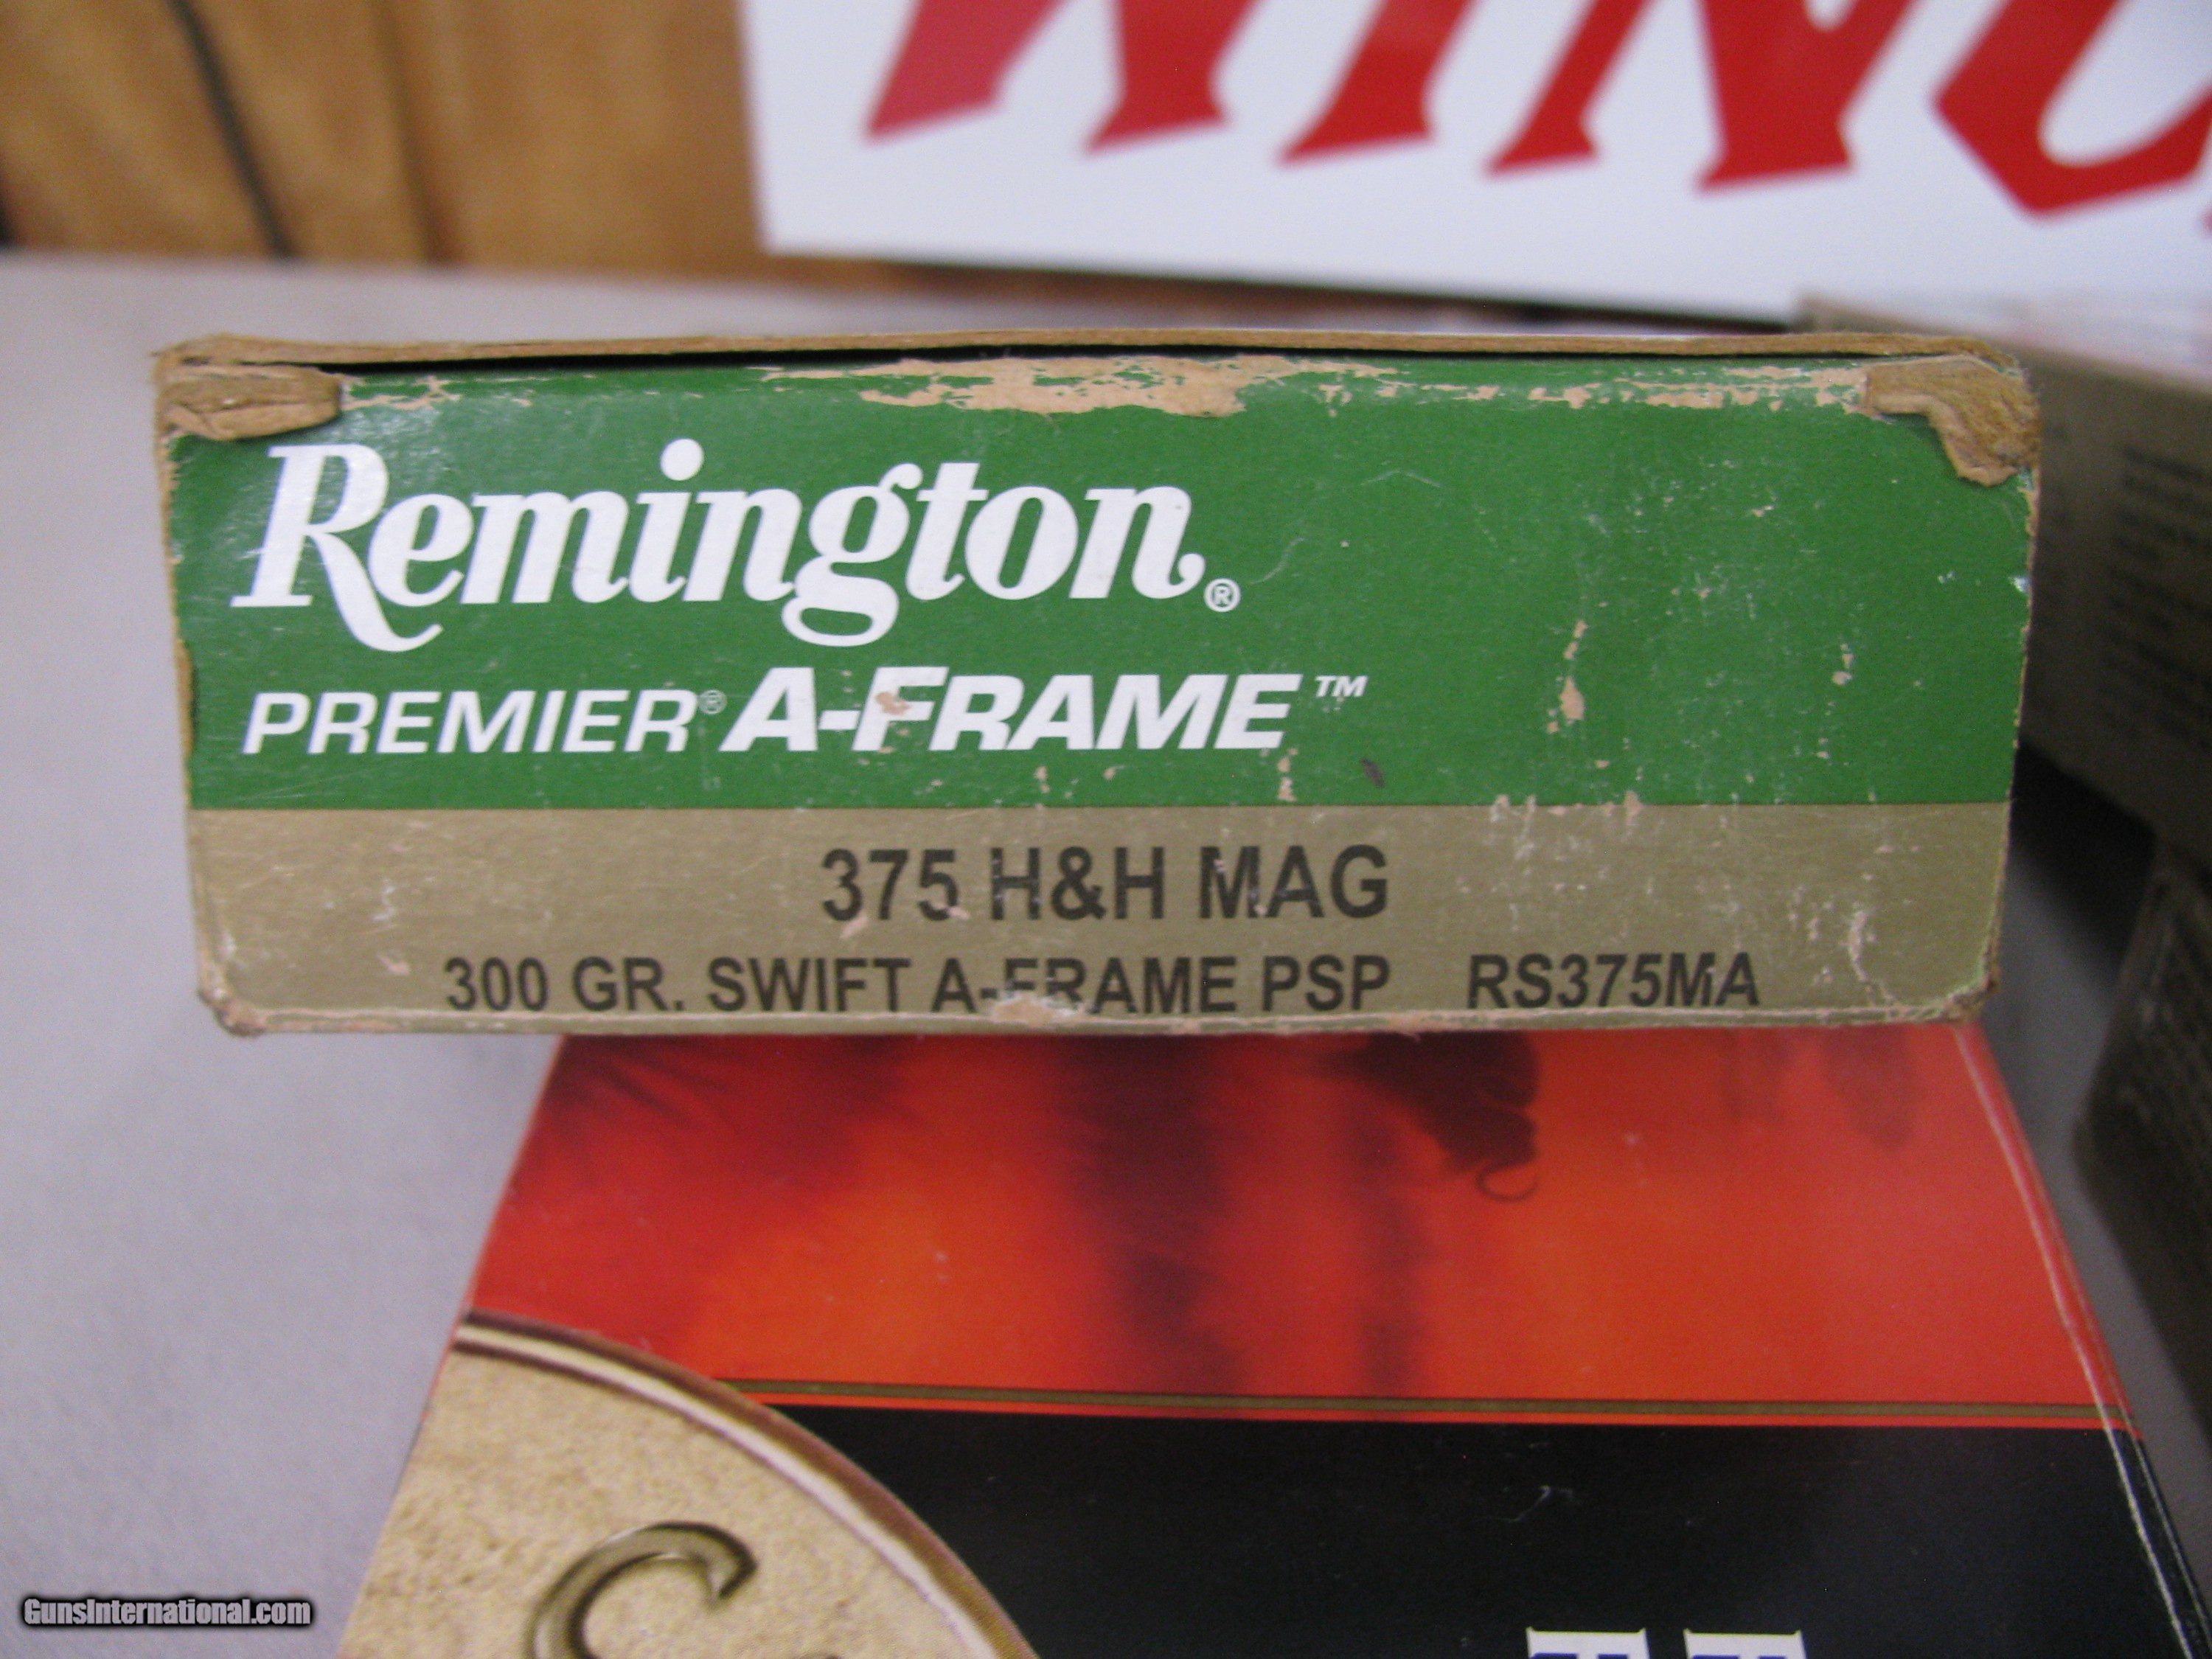 Remington®
PREMIER® A-FRAME™
375 H&H MAG
300 GR. SWIFT A-FRAME PSP RS375MA
GunsInternational.com